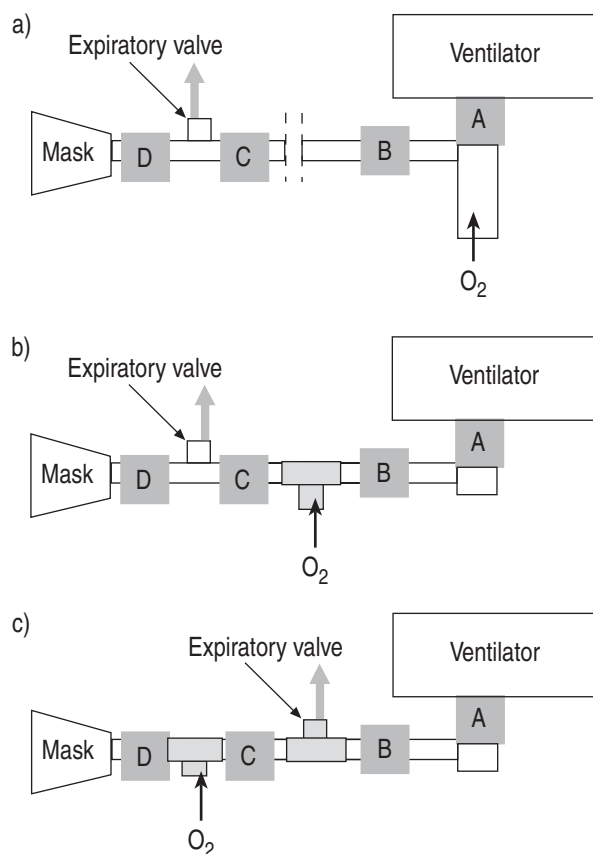 a)
Expiratory valve
Ventilator
Mask
D
C
B
A
O2
b)
Expiratory valve
Ventilator
Mask
D
C
B
A
O2
c)
Expiratory valve
Ventilator
Mask
D
C
B
A
O2